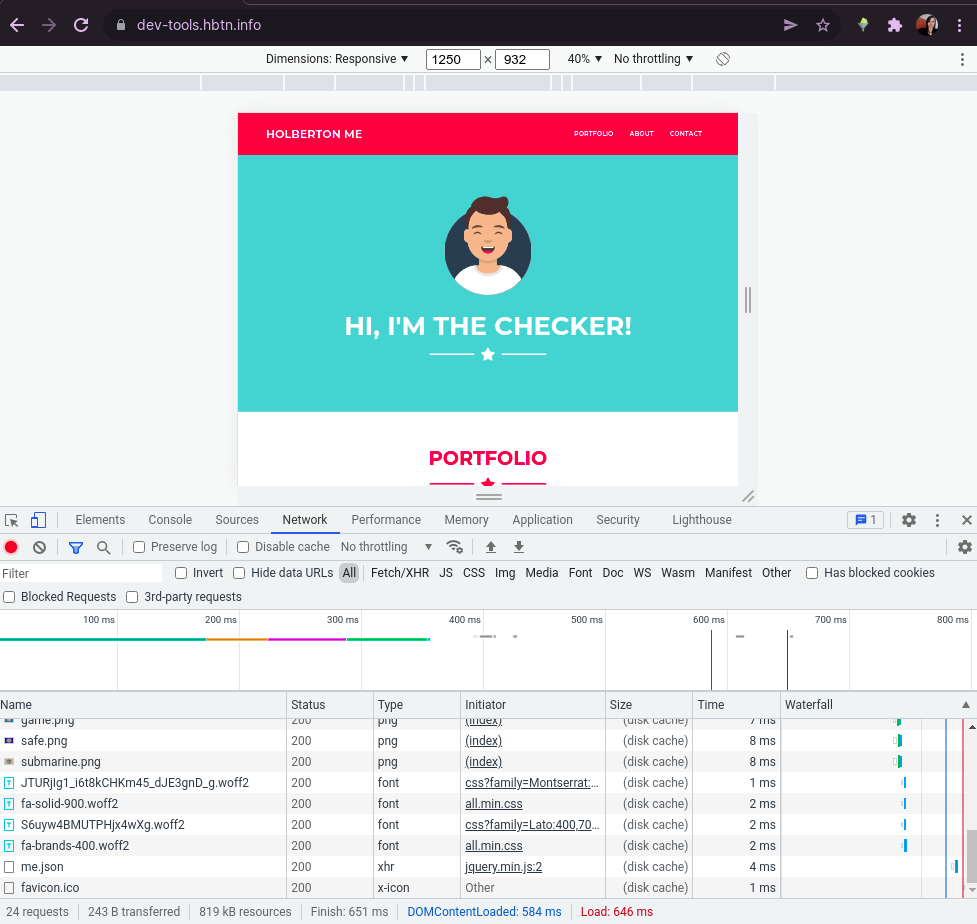 dev-tools.hbtn.info
Dimensions: Responsive ▼ 1250 × 932 40% ▼ No throttling ▼
HOLBERTON ME PORTFOLIO ABOUT CONTACT
HI, I'M THE CHECKER!
PORTFOLIO
Elements Console Sources Network Performance Memory Application Security Lighthouse 1
Preserve log Disable cache No throttling ▼
Filter Invert Hide data URLs All Fetch/XHR JS CSS Img Media Font Doc WS Wasm Manifest Other Has blocked cookies
Blocked Requests 3rd-party requests
100 ms 200 ms 300 ms 400 ms 500 ms 600 ms 700 ms 800 ms
Name Status Type Initiator Size Time Waterfall
game.png 200 png (index) (disk cache) 7 ms
safe.png 200 png (index) (disk cache) 8 ms
submarine.png 200 png (index) (disk cache) 8 ms
JTURjIg1_i6t8kCHKm45_dJE3gnD_g.woff2 200 font css?family=Montserrat:... (disk cache) 1 ms
fa-solid-900.woff2 200 font all.min.css (disk cache) 2 ms
S6uyw4BMUTPHjx4wXg.woff2 200 font css?family=Lato:400,70... (disk cache) 2 ms
fa-brands-400.woff2 200 font all.min.css (disk cache) 2 ms
me.json 200 xhr jquery.min.js:2 (disk cache) 4 ms
favicon.ico 200 x-icon Other (disk cache) 1 ms
24 requests 243 B transferred 819 kB resources Finish: 651 ms DOMContentLoaded: 584 ms Load: 646 ms